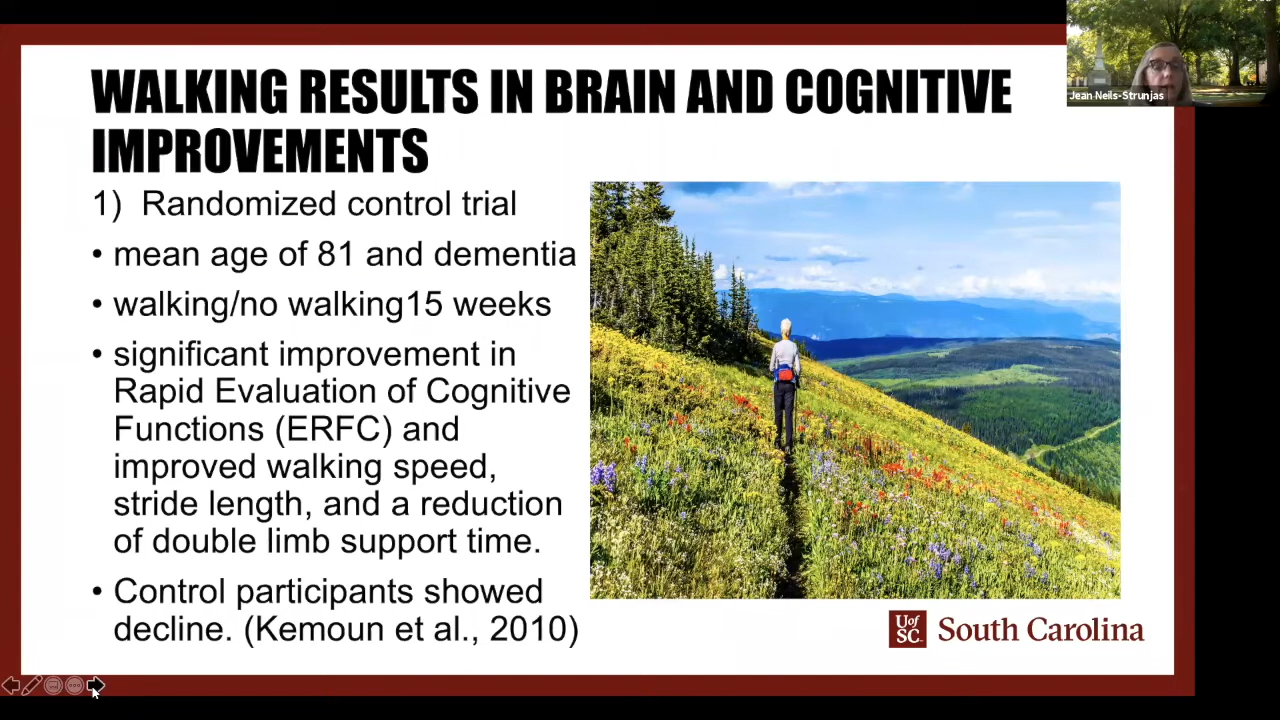 WALKING RESULTS IN BRAIN AND COGNITIVE
IMPROVEMENTS
Jean Neils-Strunjas
1) Randomized control trial
• mean age of 81 and dementia
• walking/no walking15 weeks
• significant improvement in
Rapid Evaluation of Cognitive
Functions (ERFC) and
improved walking speed,
stride length, and a reduction
of double limb support time.
• Control participants showed
decline. (Kemoun et al., 2010)
UofSC South Carolina